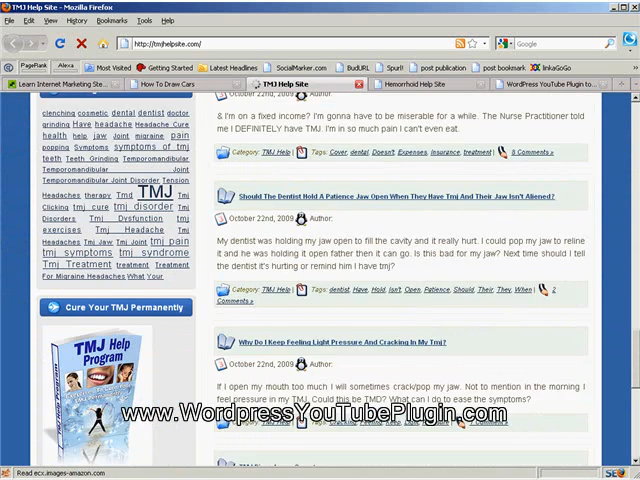 TMJ Help Site - Mozilla Firefox
File Edit View History Bookmarks Tools Help
http://tmjhelpsite.com/
Google
PageRank Alexa Most Visited Getting Started Latest Headlines SocialMarker.com BudURL Spurl! post publication post bookmark linkaGoGo
Learn Internet Marketing Ste... How To Draw Cars TMJ Help Site Hemorrhoid Help Site WordPress YouTube Plugin to...
clenching cosmetic dental dentist doctor
grinding Have headache Headache Cure
health help jaw Joint migraine pain
popping Symptoms symptoms of tmj
teeth Teeth Grinding Temporomandibular
Temporomandibular Joint
Temporomandibular Joint Disorder Tension
Headaches therapy Tmd TMJ Tmj
Clicking tmj cure tmj disorder Tmj
Disorders Tmj Dysfunction tmj
exercises Tmj Headache Tmj
Headaches Tmj Jaw Tmj Joint tmj pain
tmj symptoms tmj syndrome
Tmj Treatment treatment Treatment
For Migraine Headaches What Your
Cure Your TMJ Permanently
TMJ Help
Program
October 22nd, 2009 Author:
& I'm on a fixed income? I'm gonna have to be miserable for a while. The Nurse Practitioner told
me I DEFINITELY have TMJ. I'm in so much pain I can't even eat.
Category: TMJ Help | Tags: Cover, dental, Doesn't, Expenses, Insurance, treatment | 8 Comments »
Should The Dentist Hold A Patience Jaw Open When They Have Tmj And Their Jaw Isn't Aliened?
October 22nd, 2009 Author:
My dentist was holding my jaw open to fill the cavity and it really hurt. I could pop my jaw to reline
it and he was holding it open father then it can go. Is this bad for my jaw? Next time should I tell
the dentist it's hurting or remind him I have tmj?
Category: TMJ Help | Tags: dentist, Have, Hold, Isn't, Open, Patience, Should, Their, They, When | 2
Comments »
Why Do I Keep Feeling Light Pressure And Cracking In My Tmj?
October 22nd, 2009 Author:
If I open my mouth too much I will sometimes crack/pop my jaw. Not to mention in the morning I
feel pressure in my TMJ. Could this be TMD? What can I do to ease the symptoms?
www.WordpressYouTubePlugin.com
Read ecx.images-amazon.com
SEO